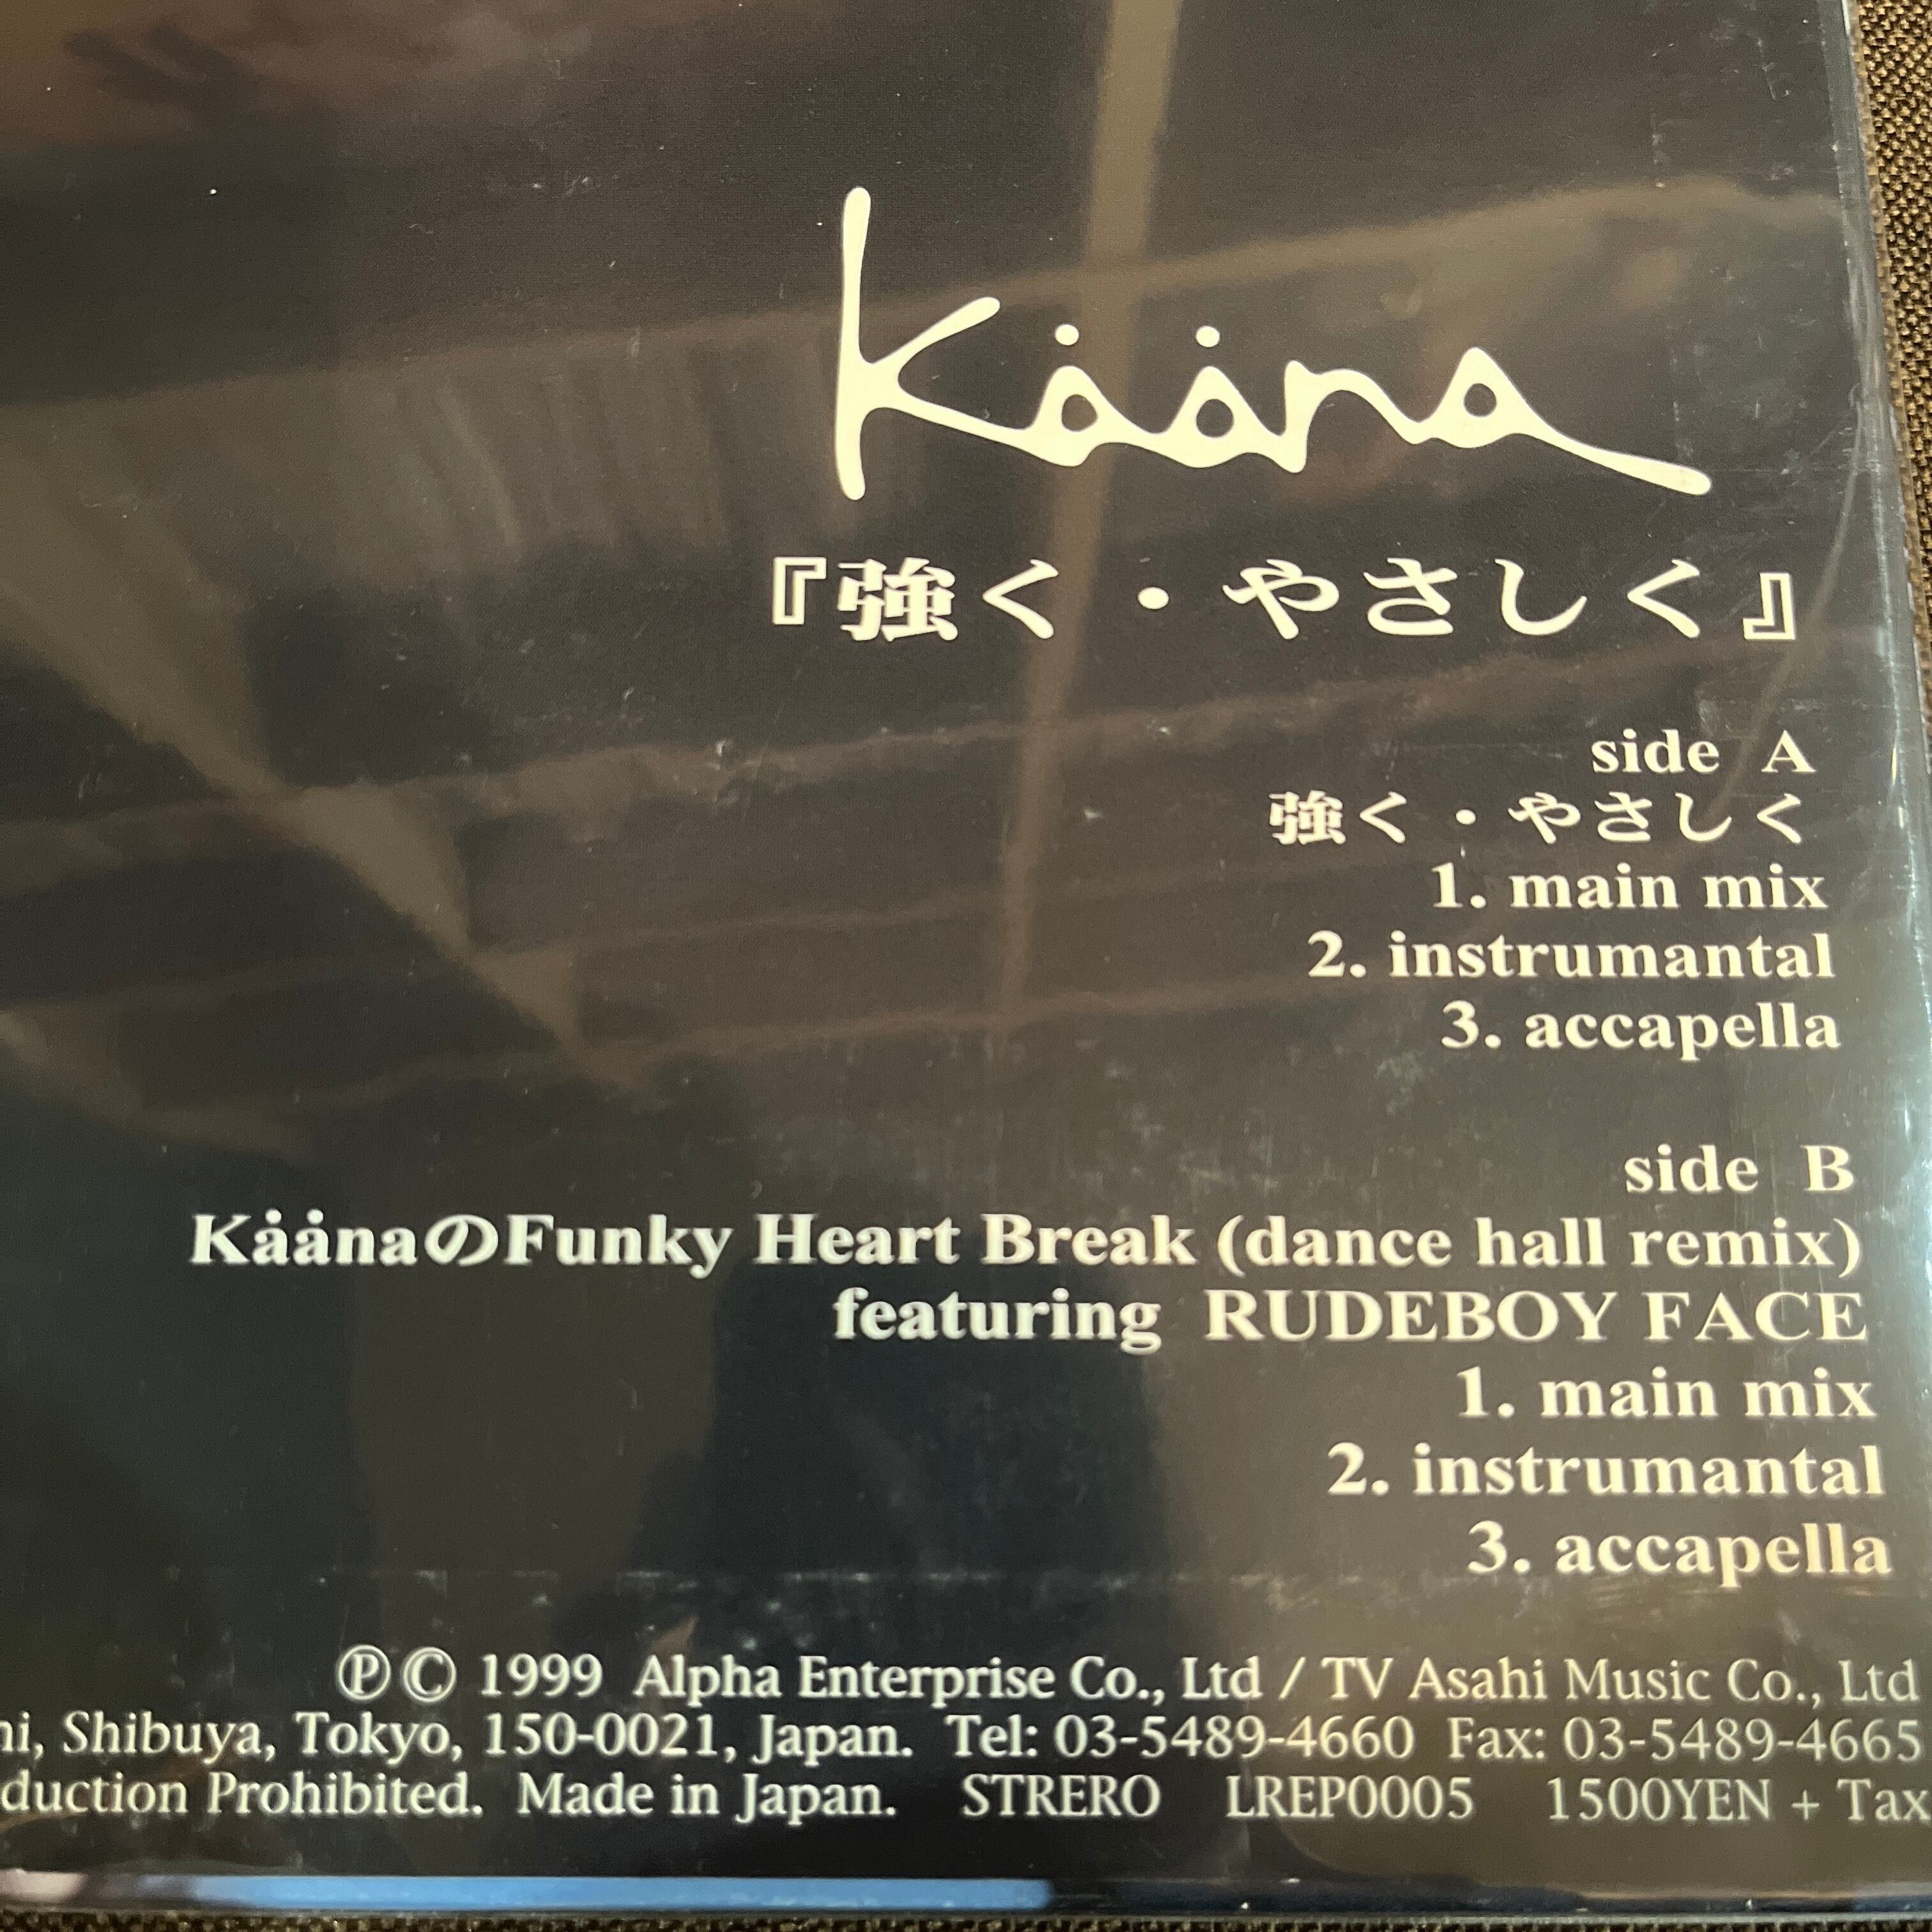 Kååna
『強く・やさしく』
side A
強く・やさしく
1. main mix
2. instrumantal
3. accapella
side B
KåånaのFunky Heart Break (dance hall remix)
featuring RUDEBOY FACE
1. main mix
2. instrumantal
3. accapella
℗© 1999 Alpha Enterprise Co., Ltd / TV Asahi Music Co., Ltd
Shibuya, Tokyo, 150-0021, Japan. Tel: 03-5489-4660 Fax: 03-5489-4665
duction Prohibited. Made in Japan. STRERO LREP0005 1500YEN + Tax